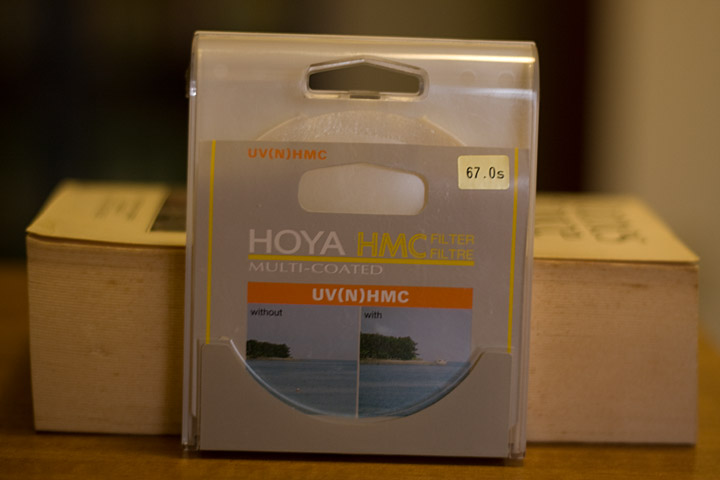 UV(N)HMC
67.0s
HOYA HMC FILTER
FILTRE
MULTI-COATED
UV(N)HMC
without
with